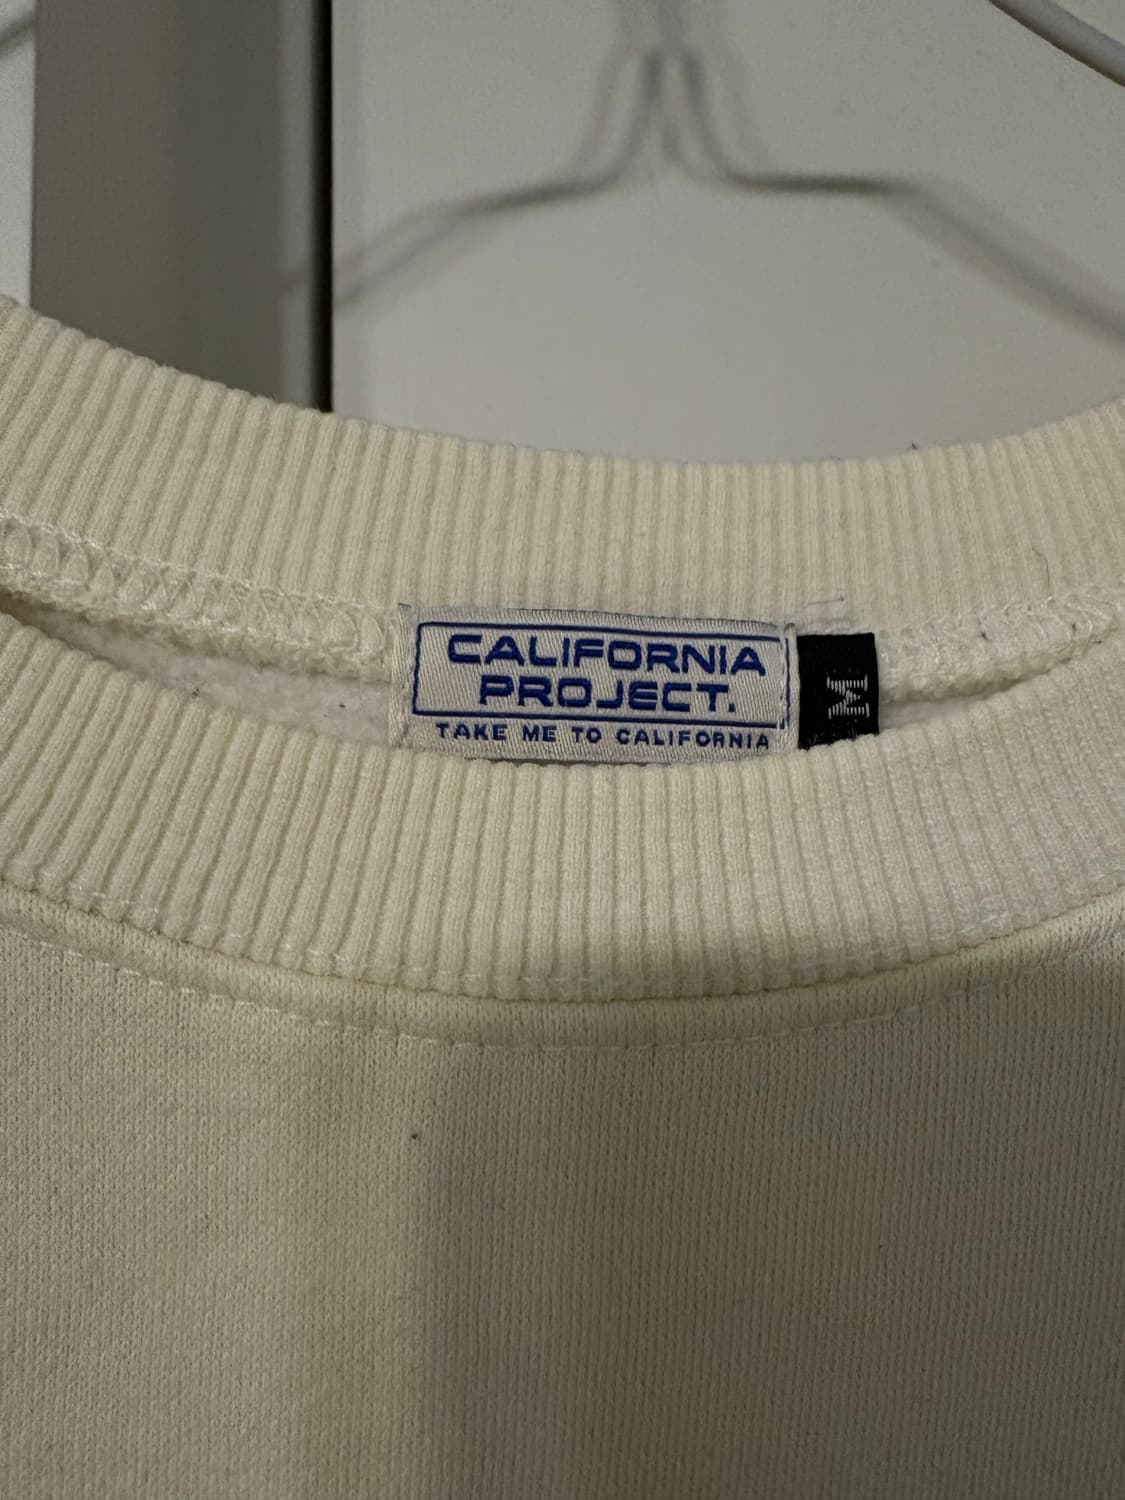 CALIFORNIA
PROJECT.
TAKE ME TO CALIFORNIA
M